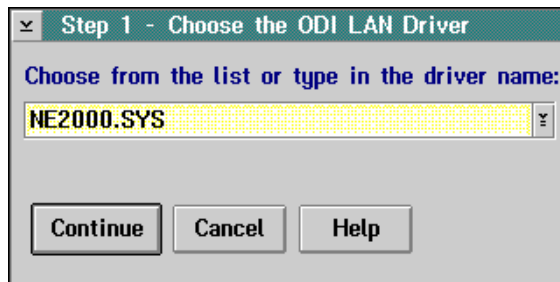 Step 1 - Choose the ODI LAN Driver
Choose from the list or type in the driver name:
NE2000.SYS
Continue Cancel Help